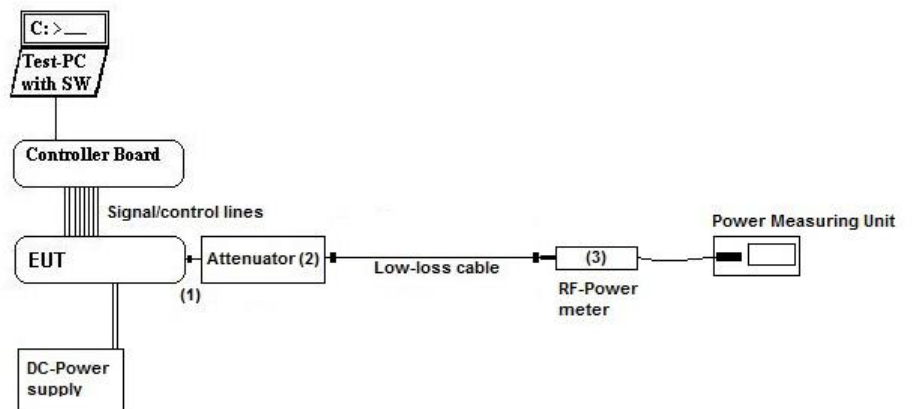 C: >__
Test-PC
with SW
Controller Board
Signal/control lines
Power Measuring Unit
EUT
Attenuator (2)
(3)
Low-loss cable
(1)
RF-Power
meter
DC-Power
supply